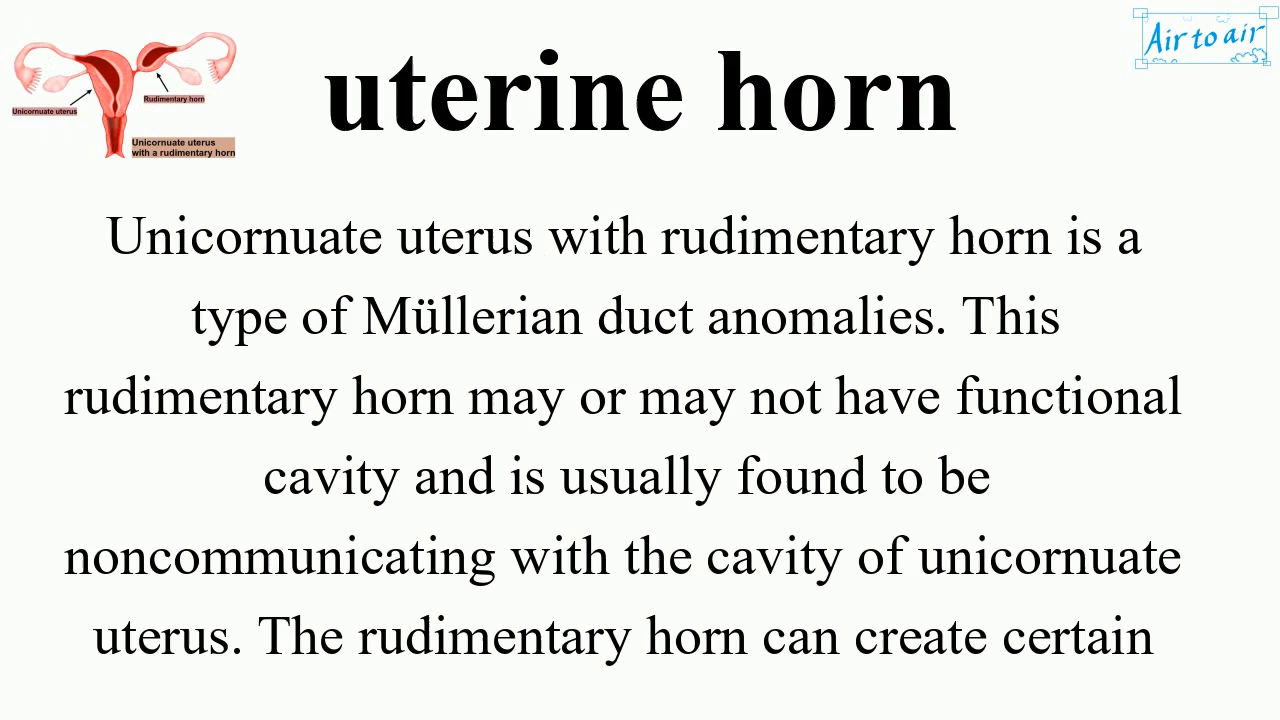 uterine horn
Air to air
Unicornuate uterus
Rudimentary horn
Unicornuate uterus
with a rudimentary horn
Unicornuate uterus with rudimentary horn is a
type of Müllerian duct anomalies. This
rudimentary horn may or may not have functional
cavity and is usually found to be
noncommunicating with the cavity of unicornuate
uterus. The rudimentary horn can create certain